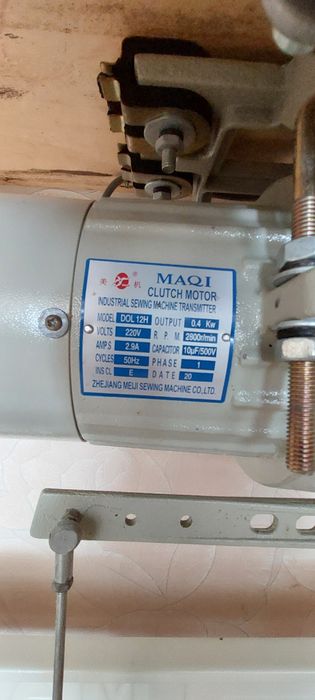 美 机 ® MAQI
CLUTCH MOTOR
INDUSTRIAL SEWING MACHINE TRANSMITTER
MODEL DOL 12H OUTPUT 0.4 Kw
VOLTS 220V R.P.M. 2800r/min
AMPS 2.9A CAPACITOR 10μF/500V
CYCLES 50Hz PHASE 1
INS CL E DATE 20
ZHEJIANG MEIJI SEWING MACHINE CO.,LTD.